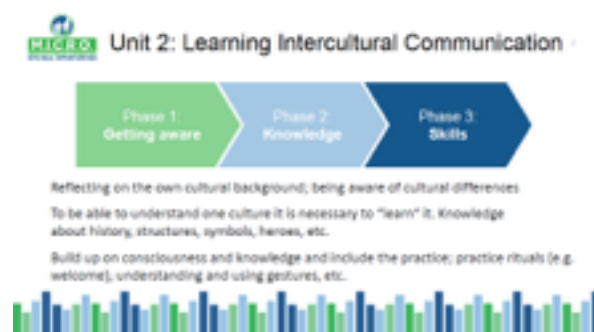 MICRO
Unit 2: Learning Intercultural Communication
Phase 1:
Getting aware
Phase 2:
Knowledge
Phase 3:
Skills
Reflecting on the own cultural background; being aware of cultural differences
To be able to understand one culture it is necessary to "learn" it. Knowledge
about history, structures, symbols, heroes, etc.
Build up on consciousness and knowledge and include the practice; practice rituals (e.g.
welcome), understanding and using gestures, etc.